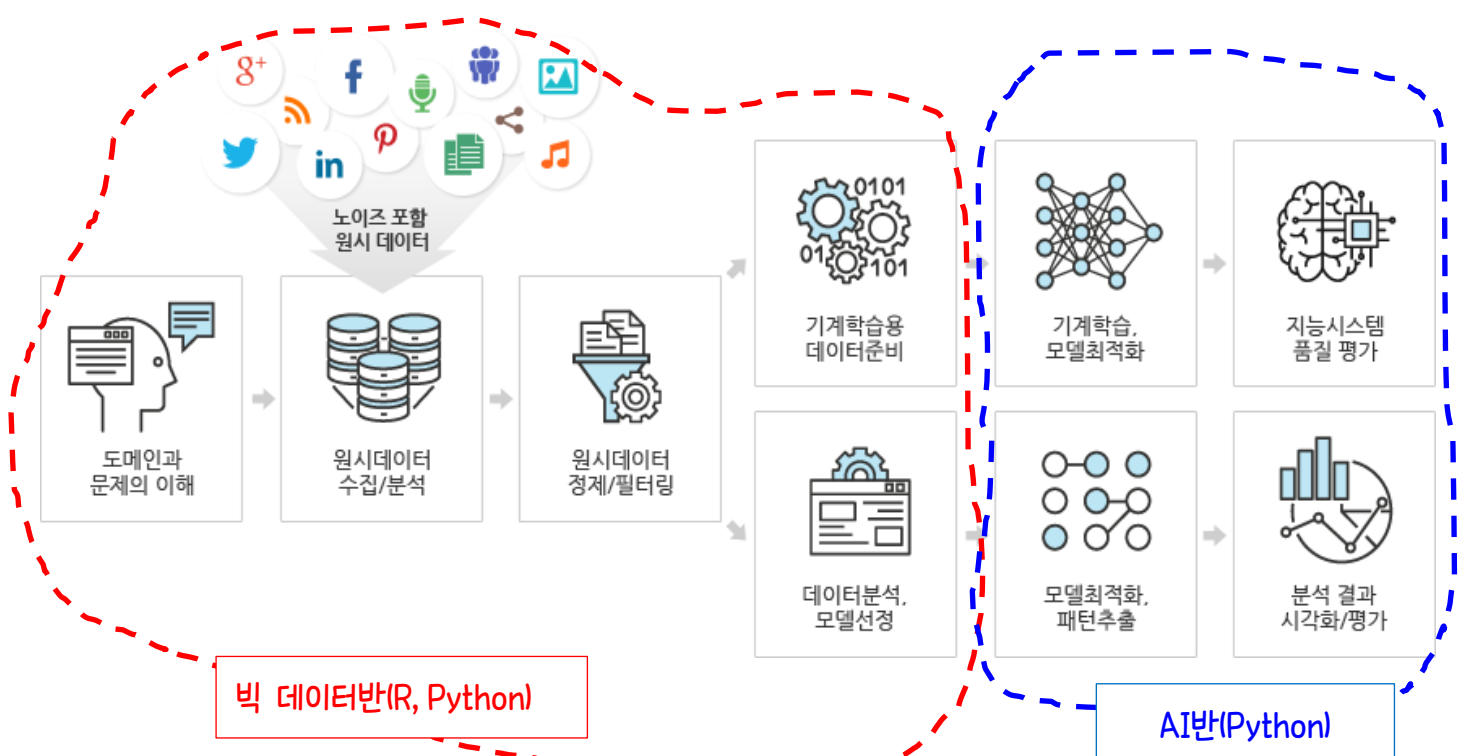 g+
f
in
노이즈 포함
원시 데이터
도메인과
문제의 이해
원시데이터
수집/분석
원시데이터
정제/필터링
0101
01
101
기계학습용
데이터준비
기계학습,
모델최적화
지능시스템
품질 평가
데이터분석,
모델선정
모델최적화,
패턴추출
분석 결과
시각화/평가
빅 데이터반(R, Python)
AI반(Python)